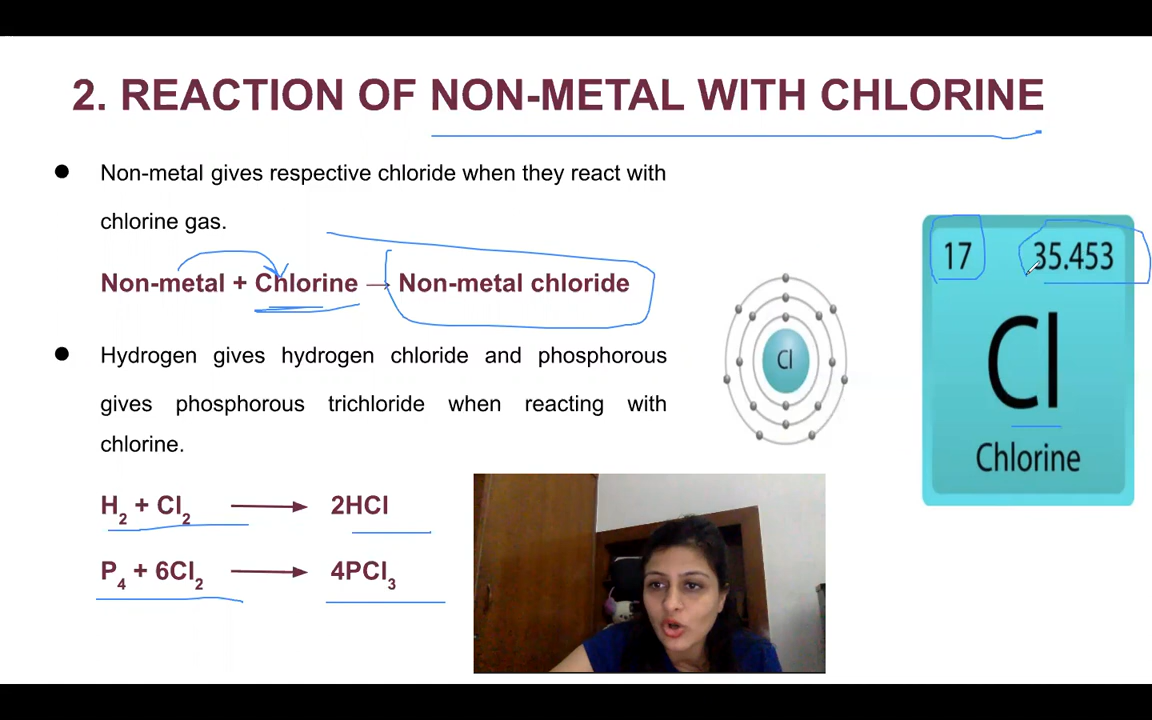 2. REACTION OF NON-METAL WITH CHLORINE
● Non-metal gives respective chloride when they react with
chlorine gas.
Non-metal + Chlorine → Non-metal chloride
● Hydrogen gives hydrogen chloride and phosphorous
gives phosphorous trichloride when reacting with
chlorine.
H₂ + Cl₂ ⟶ 2HCl
P₄ + 6Cl₂ ⟶ 4PCl₃
Cl
17 35.453
Cl
Chlorine